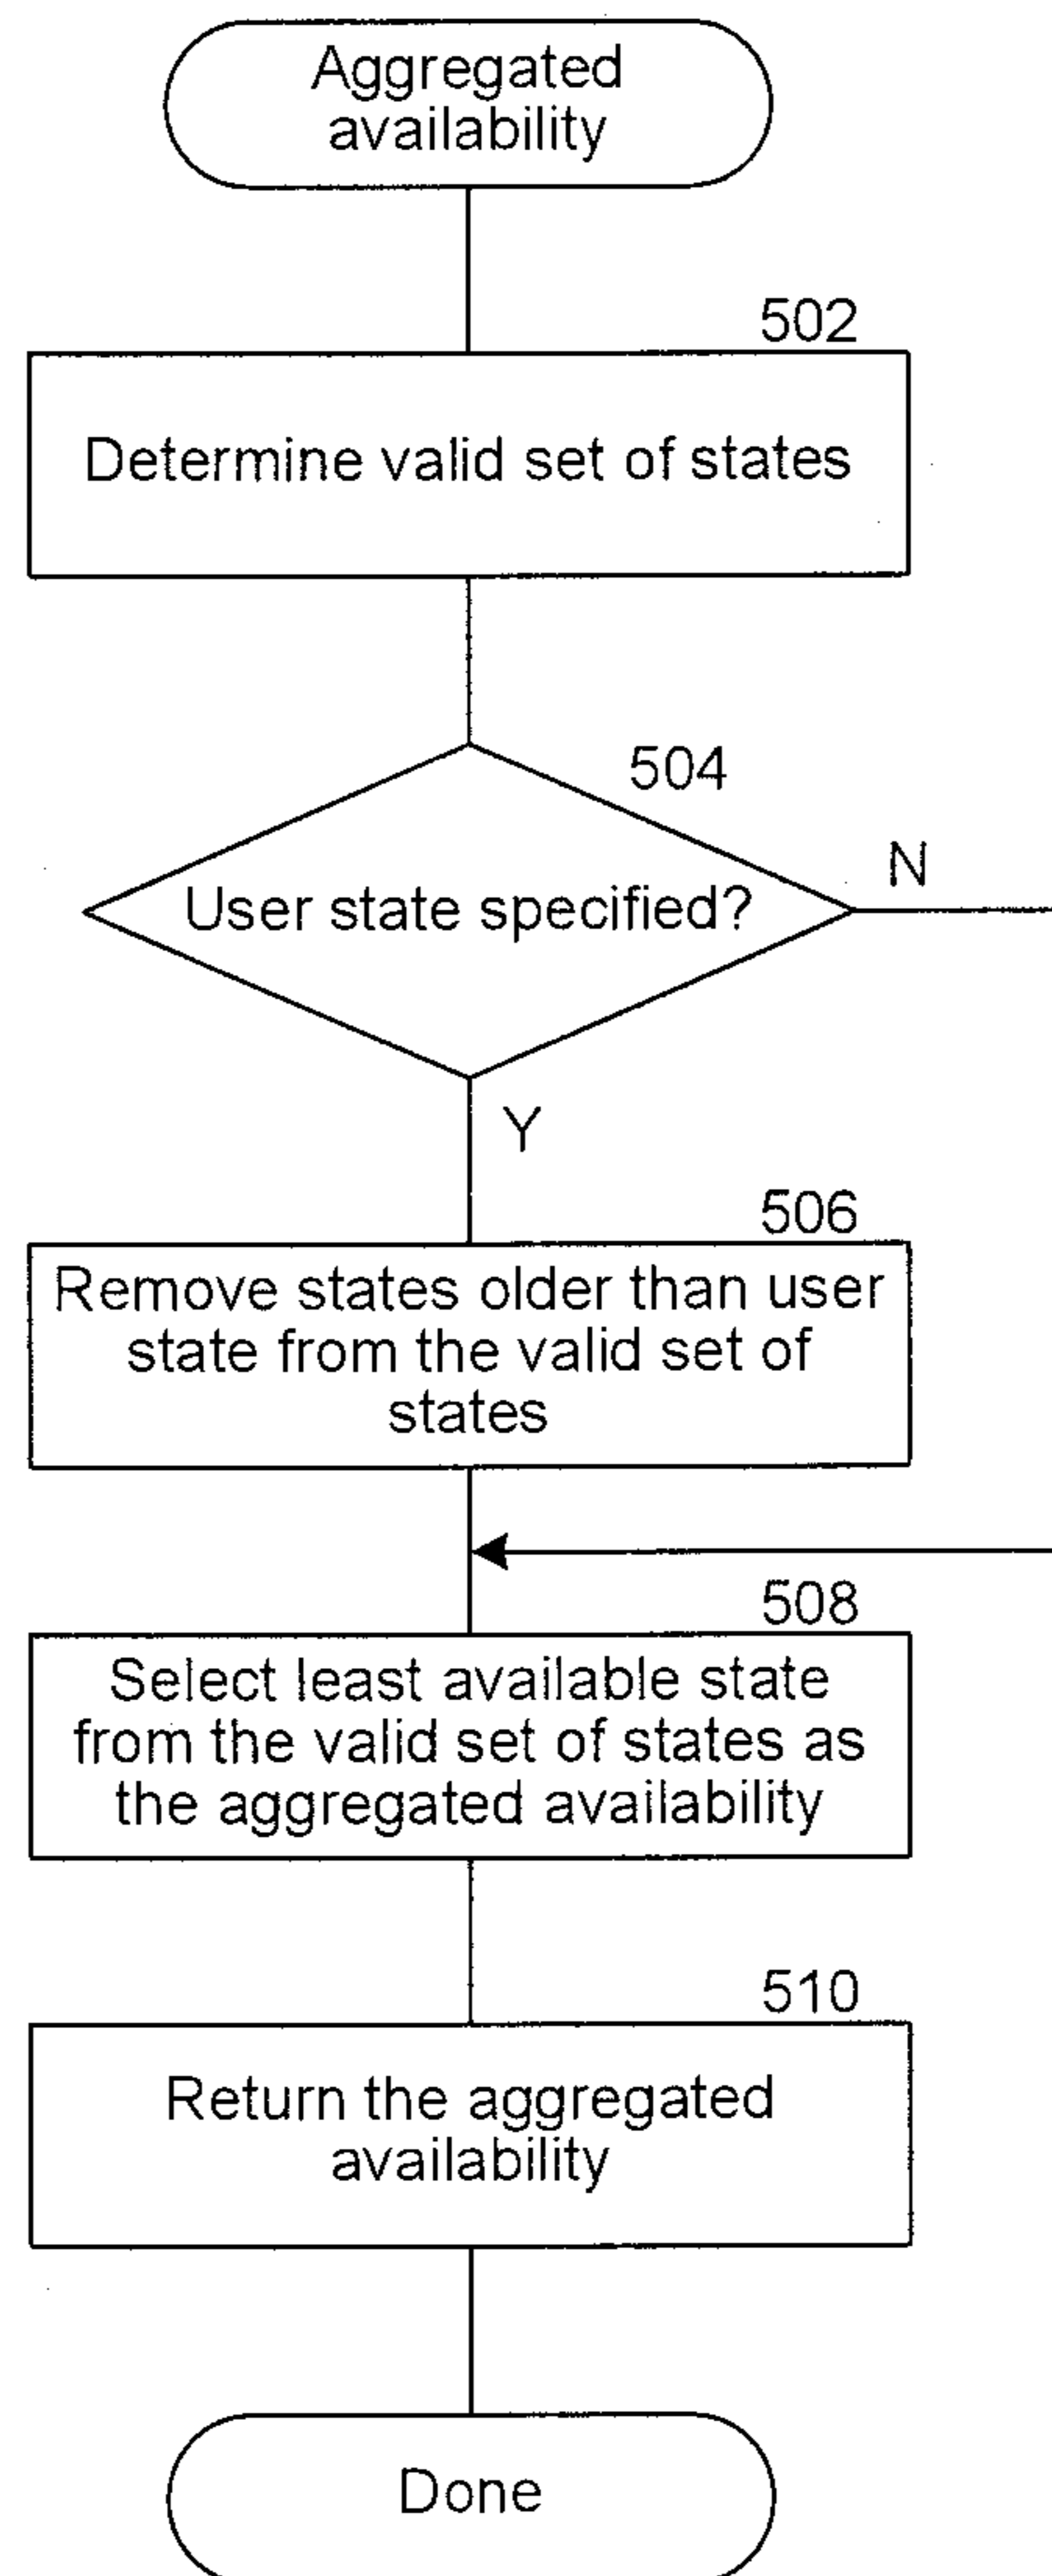 Aggregated
availability
502
Determine valid set of states
504
User state specified?
N
Y
506
Remove states older than user
state from the valid set of
states
508
Select least available state
from the valid set of states as
the aggregated availability
510
Return the aggregated
availability
Done